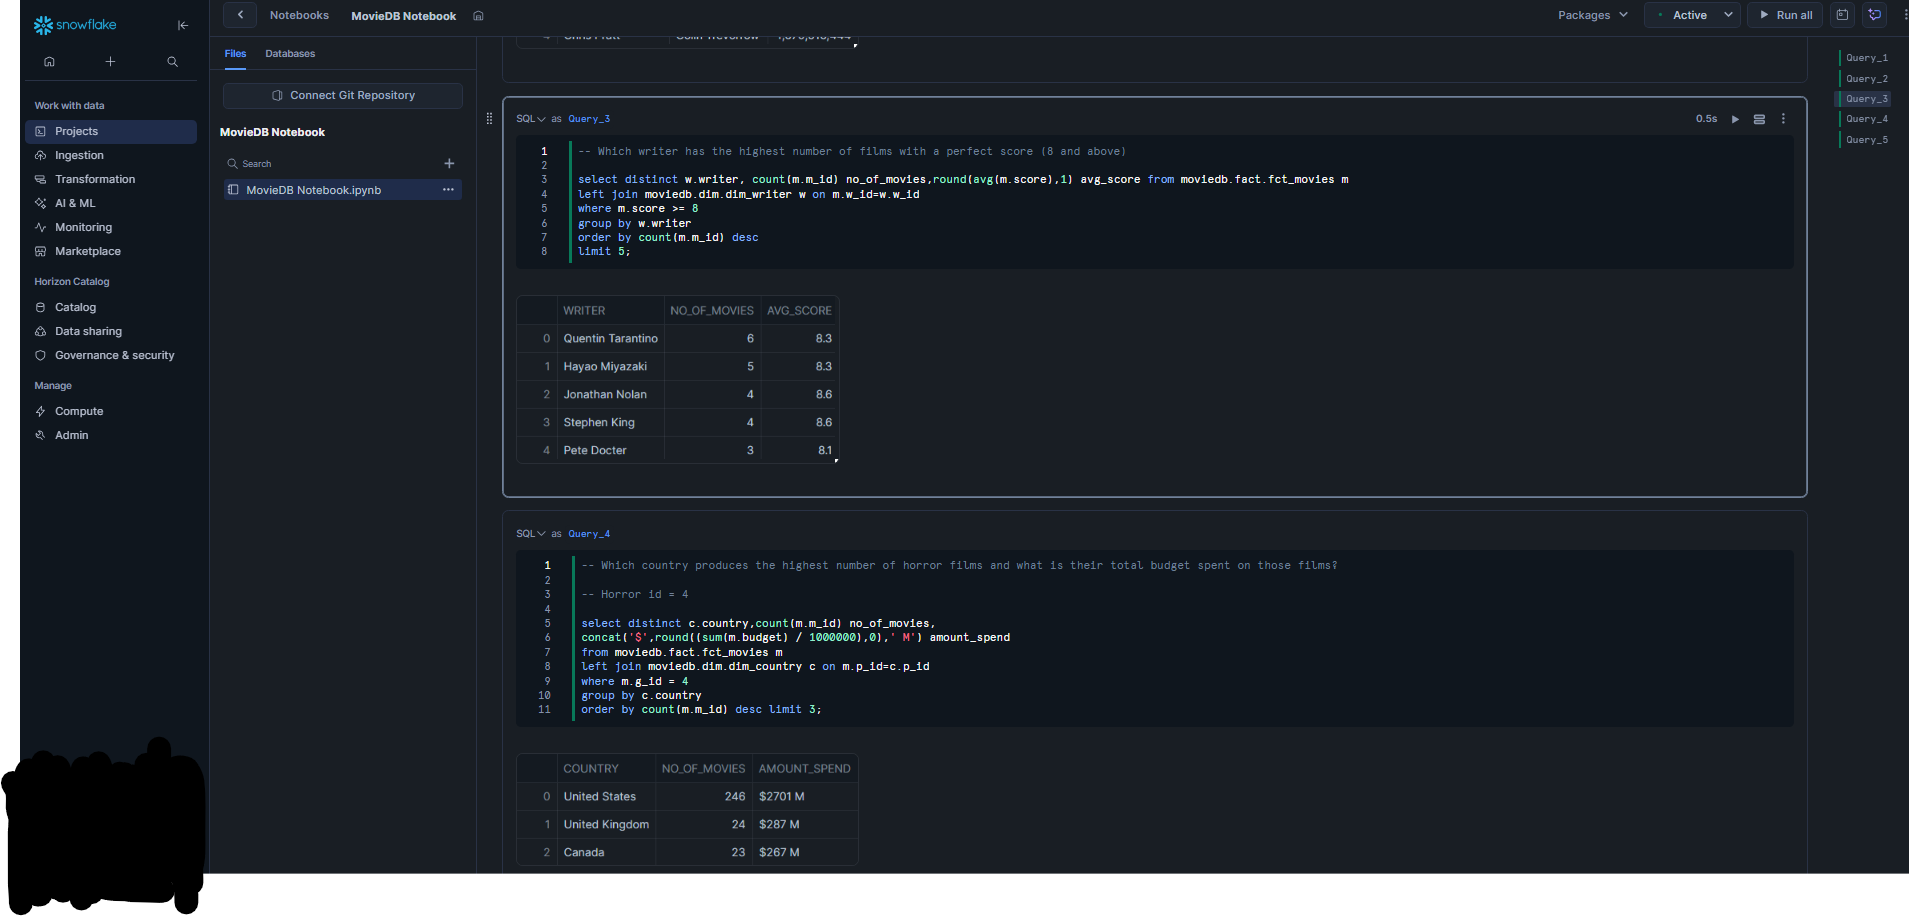 snowflake
Work with data
Projects
Ingestion
Transformation
AI & ML
Monitoring
Marketplace
Horizon Catalog
Catalog
Data sharing
Governance & security
Manage
Compute
Admin
Notebooks
MovieDB Notebook
Packages
Active
Run all
Files
Databases
Connect Git Repository
MovieDB Notebook
Search
MovieDB Notebook.ipynb
SQL as Query_3
0.5s
1 -- Which writer has the highest number of films with a perfect score (8 and above)
2
3 select distinct w.writer, count(m.m_id) no_of_movies,round(avg(m.score),1) avg_score from moviedb.fact.fct_movies m
4 left join moviedb.dim.dim_writer w on m.w_id=w.w_id
5 where m.score >= 8
6 group by w.writer
7 order by count(m.m_id) desc
8 limit 5;
WRITER NO_OF_MOVIES AVG_SCORE
0 Quentin Tarantino 6 8.3
1 Hayao Miyazaki 5 8.3
2 Jonathan Nolan 4 8.6
3 Stephen King 4 8.6
4 Pete Docter 3 8.1
SQL as Query_4
1 -- Which country produces the highest number of horror films and what is their total budget spent on those films?
2
3 -- Horror id = 4
4
5 select distinct c.country,count(m.m_id) no_of_movies,
6 concat('$',round((sum(m.budget) / 1000000),0),' M') amount_spend
7 from moviedb.fact.fct_movies m
8 left join moviedb.dim.dim_country c on m.p_id=c.p_id
9 where m.g_id = 4
10 group by c.country
11 order by count(m.m_id) desc limit 3;
COUNTRY NO_OF_MOVIES AMOUNT_SPEND
0 United States 246 $2701 M
1 United Kingdom 24 $287 M
2 Canada 23 $267 M
Query_1
Query_2
Query_3
Query_4
Query_5